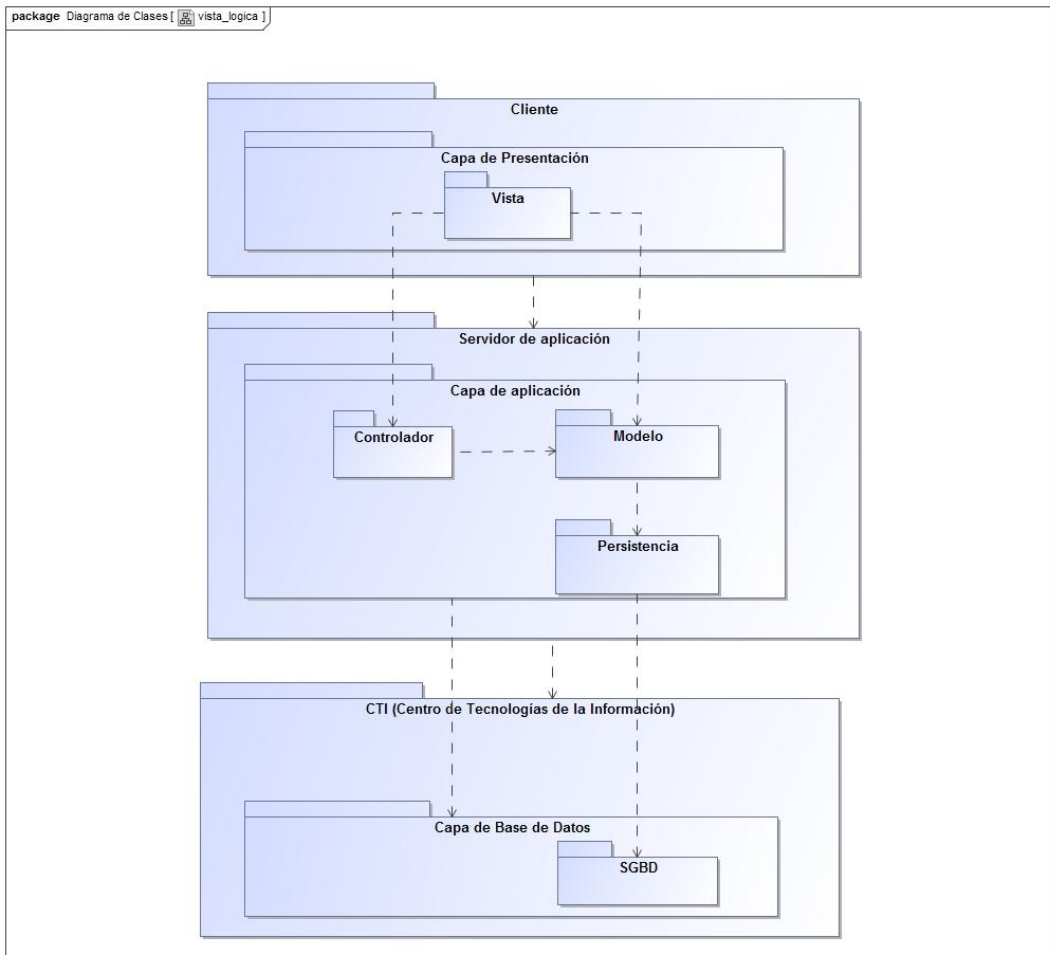 package Diagrama de Clases [ vista_logica ]
Cliente
Capa de Presentación
Vista
Servidor de aplicación
Capa de aplicación
Controlador
Modelo
Persistencia
CTI (Centro de Tecnologías de la Información)
Capa de Base de Datos
SGBD